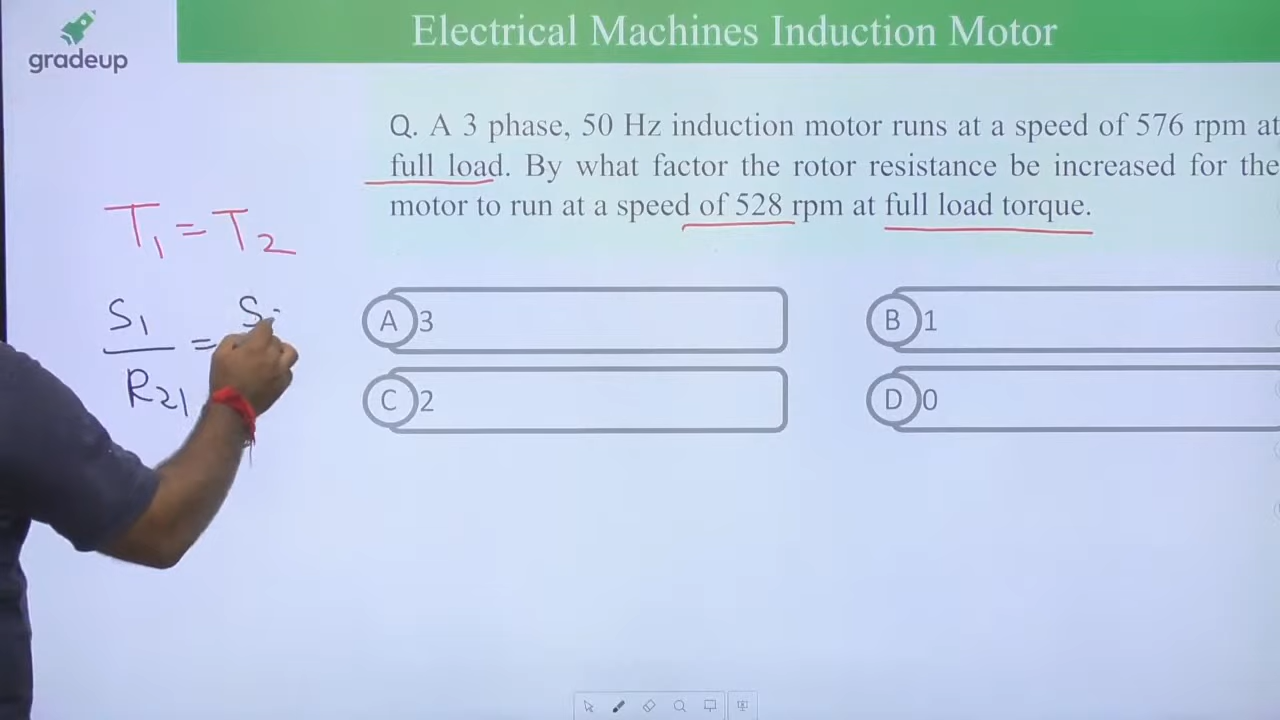 gradeup
Electrical Machines Induction Motor
Q. A 3 phase, 50 Hz induction motor runs at a speed of 576 rpm at
full load. By what factor the rotor resistance be increased for the
motor to run at a speed of 528 rpm at full load torque.
T₁ = T₂
S₁ = S
R₂₁
A 3
B 1
C 2
D 0